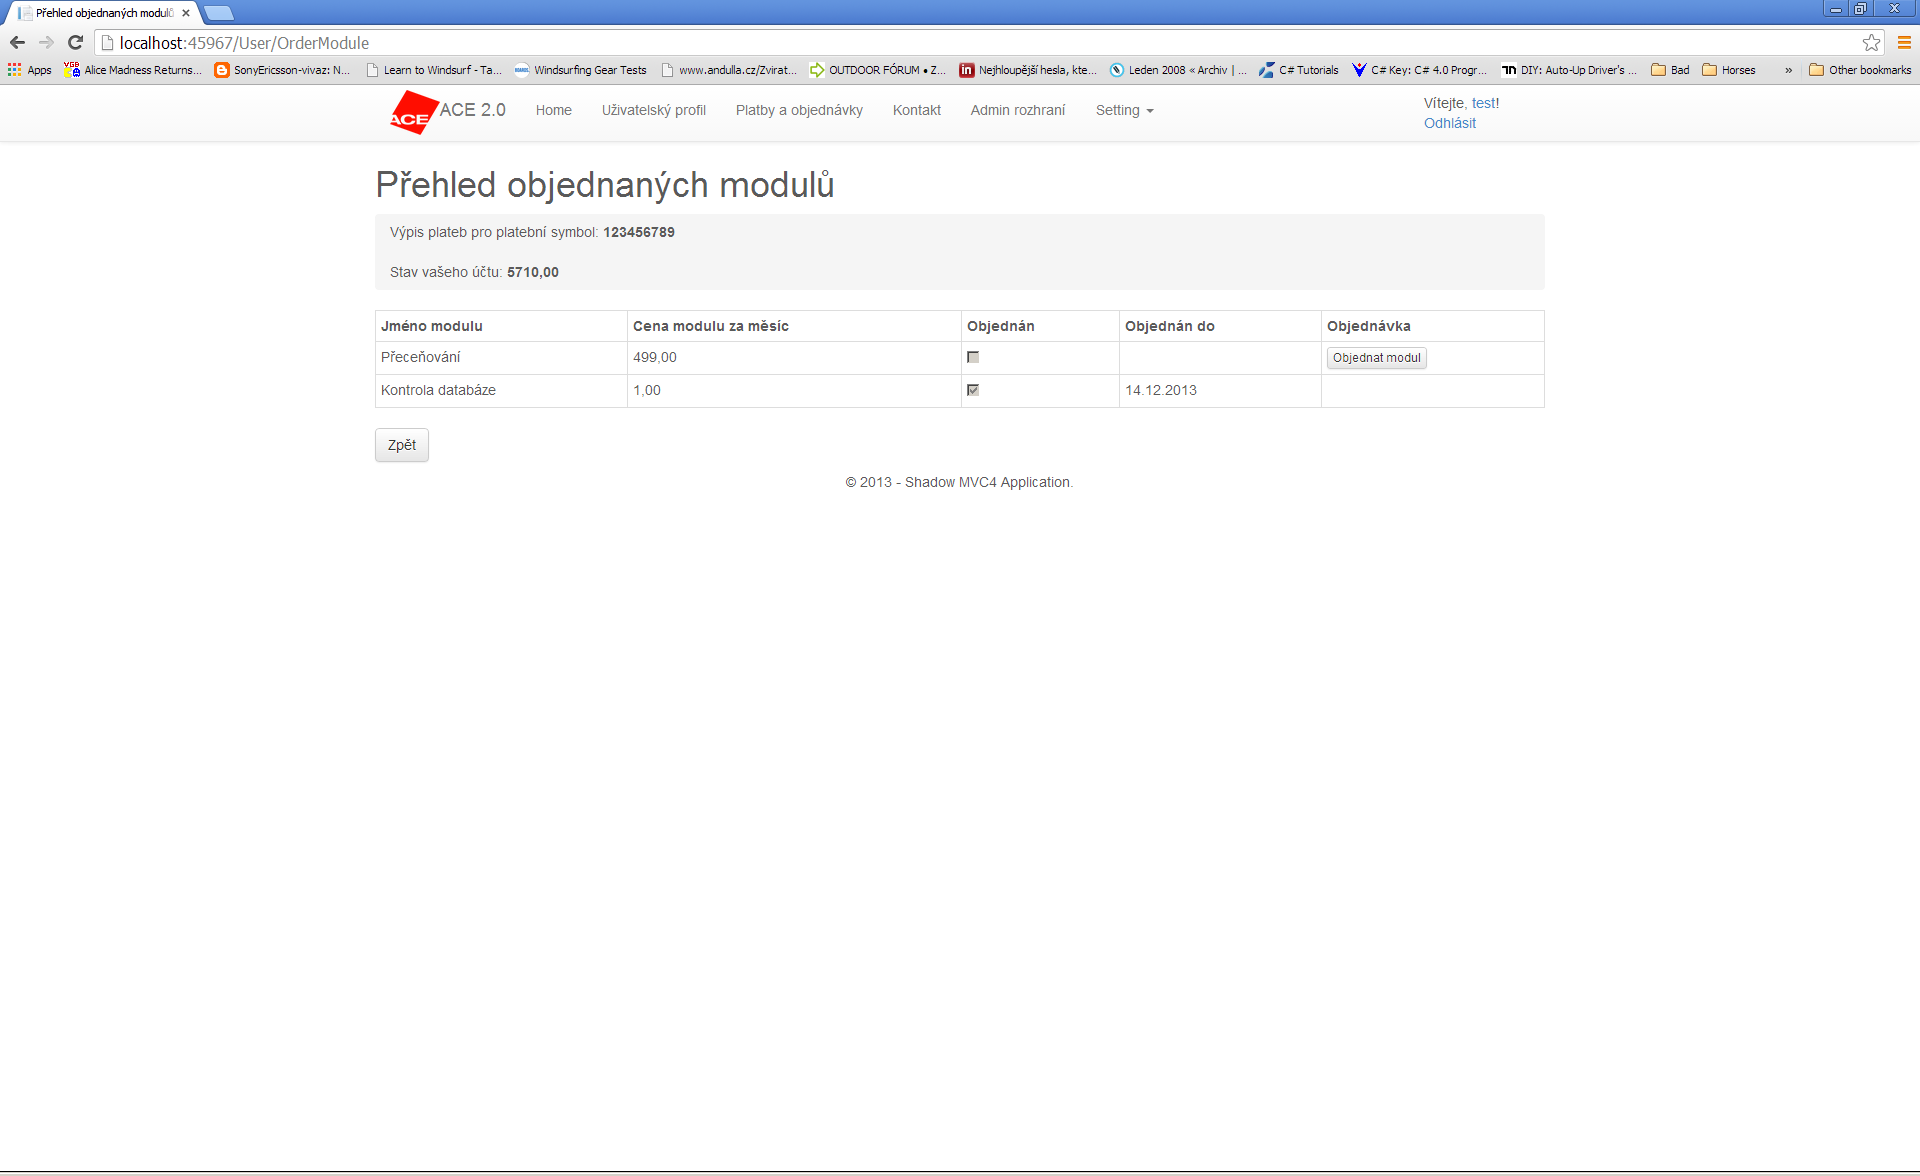 Přehled objednaných modulů
localhost:45967/User/OrderModule
Apps Alice Madness Returns... SonyEricsson-vivaz: N... Learn to Windsurf - Ta... Windsurfing Gear Tests www.andulla.cz/Zvirat... OUTDOOR FÓRUM • Z... Nejhloupější hesla, kte... Leden 2008 « Archiv | ... C# Tutorials C# Key: C# 4.0 Progr... DIY: Auto-Up Driver's ... Bad Horses » Other bookmarks
ACE ACE 2.0 Home Uživatelský profil Platby a objednávky Kontakt Admin rozhraní Setting
Vítejte, test!
Odhlásit
Přehled objednaných modulů
Výpis plateb pro platební symbol: 123456789
Stav vašeho účtu: 5710,00
Jméno modulu Cena modulu za měsíc Objednán Objednán do Objednávka
Přeceňování 499,00 Objednat modul
Kontrola databáze 1,00 14.12.2013
Zpět
© 2013 - Shadow MVC4 Application.